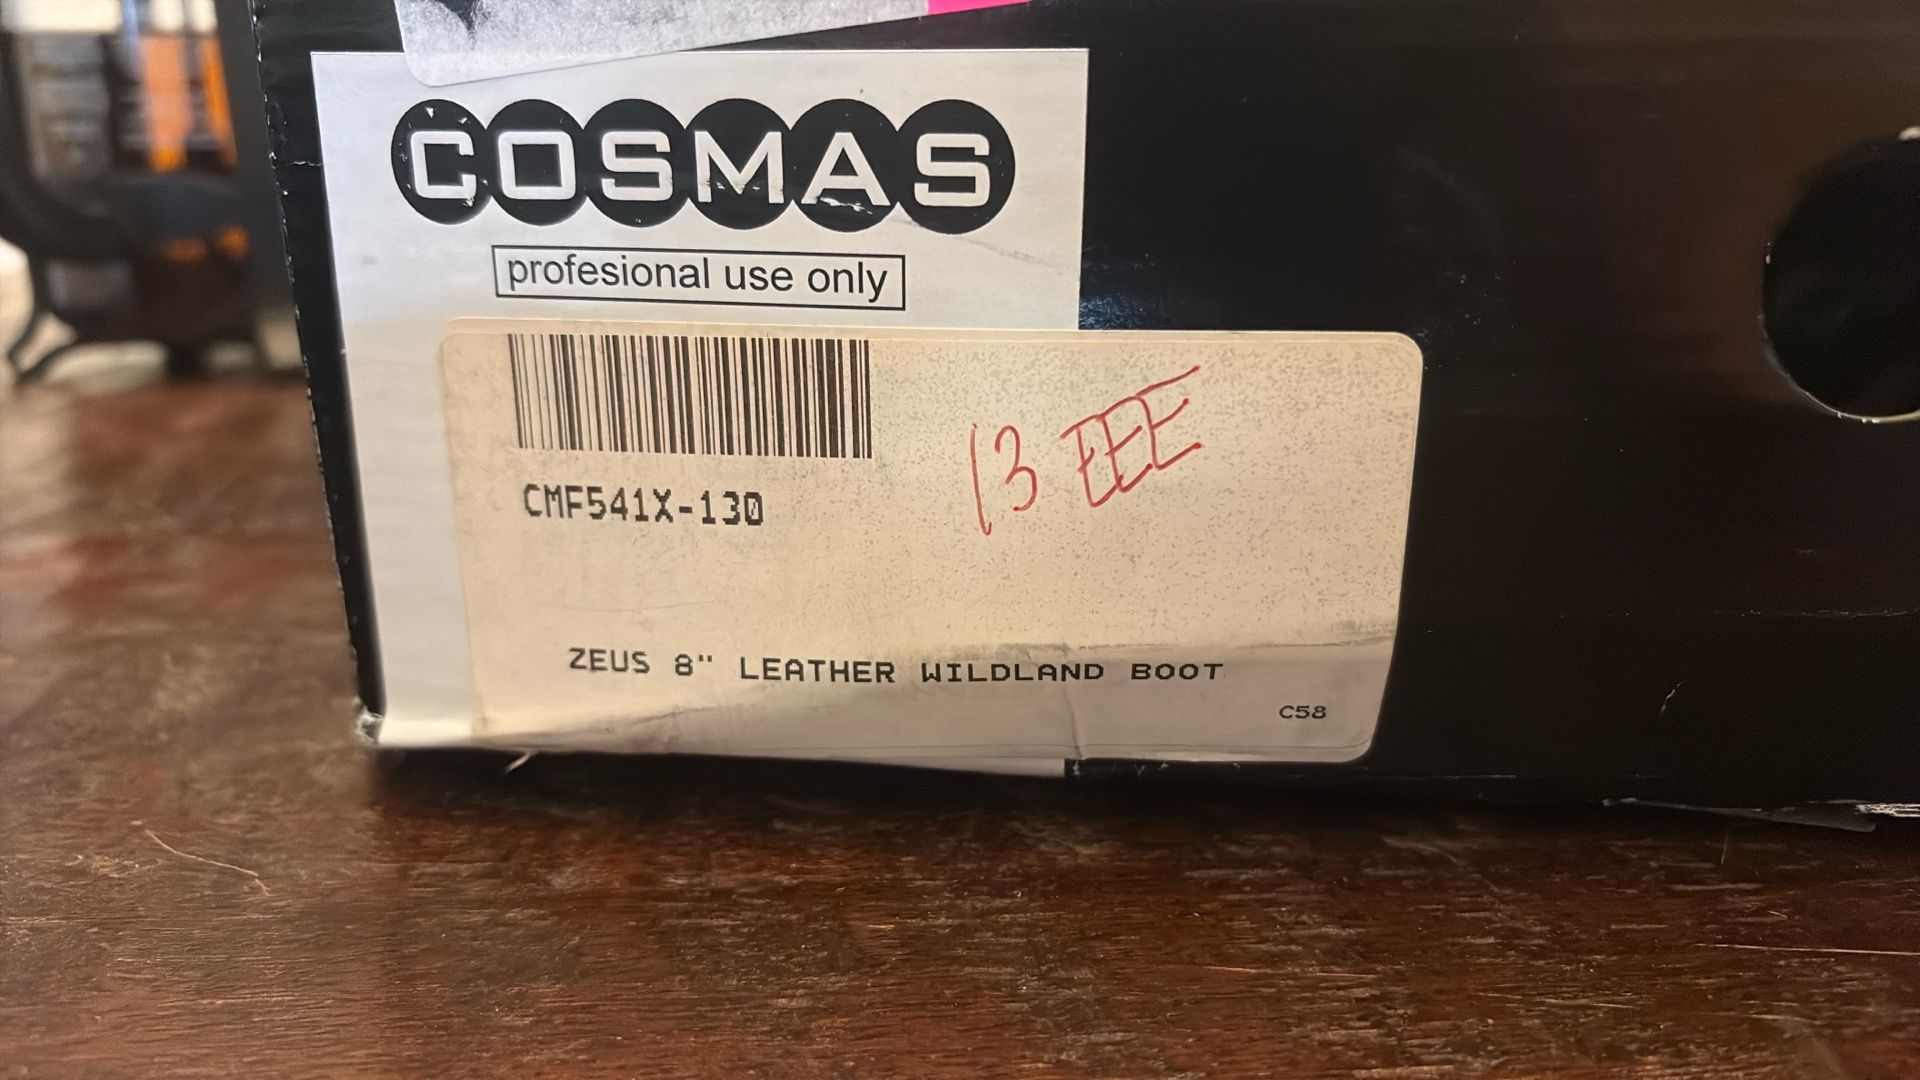 COSMAS
profesional use only
13 EEE
CMF541X-130
ZEUS 8" LEATHER WILDLAND BOOT
C58